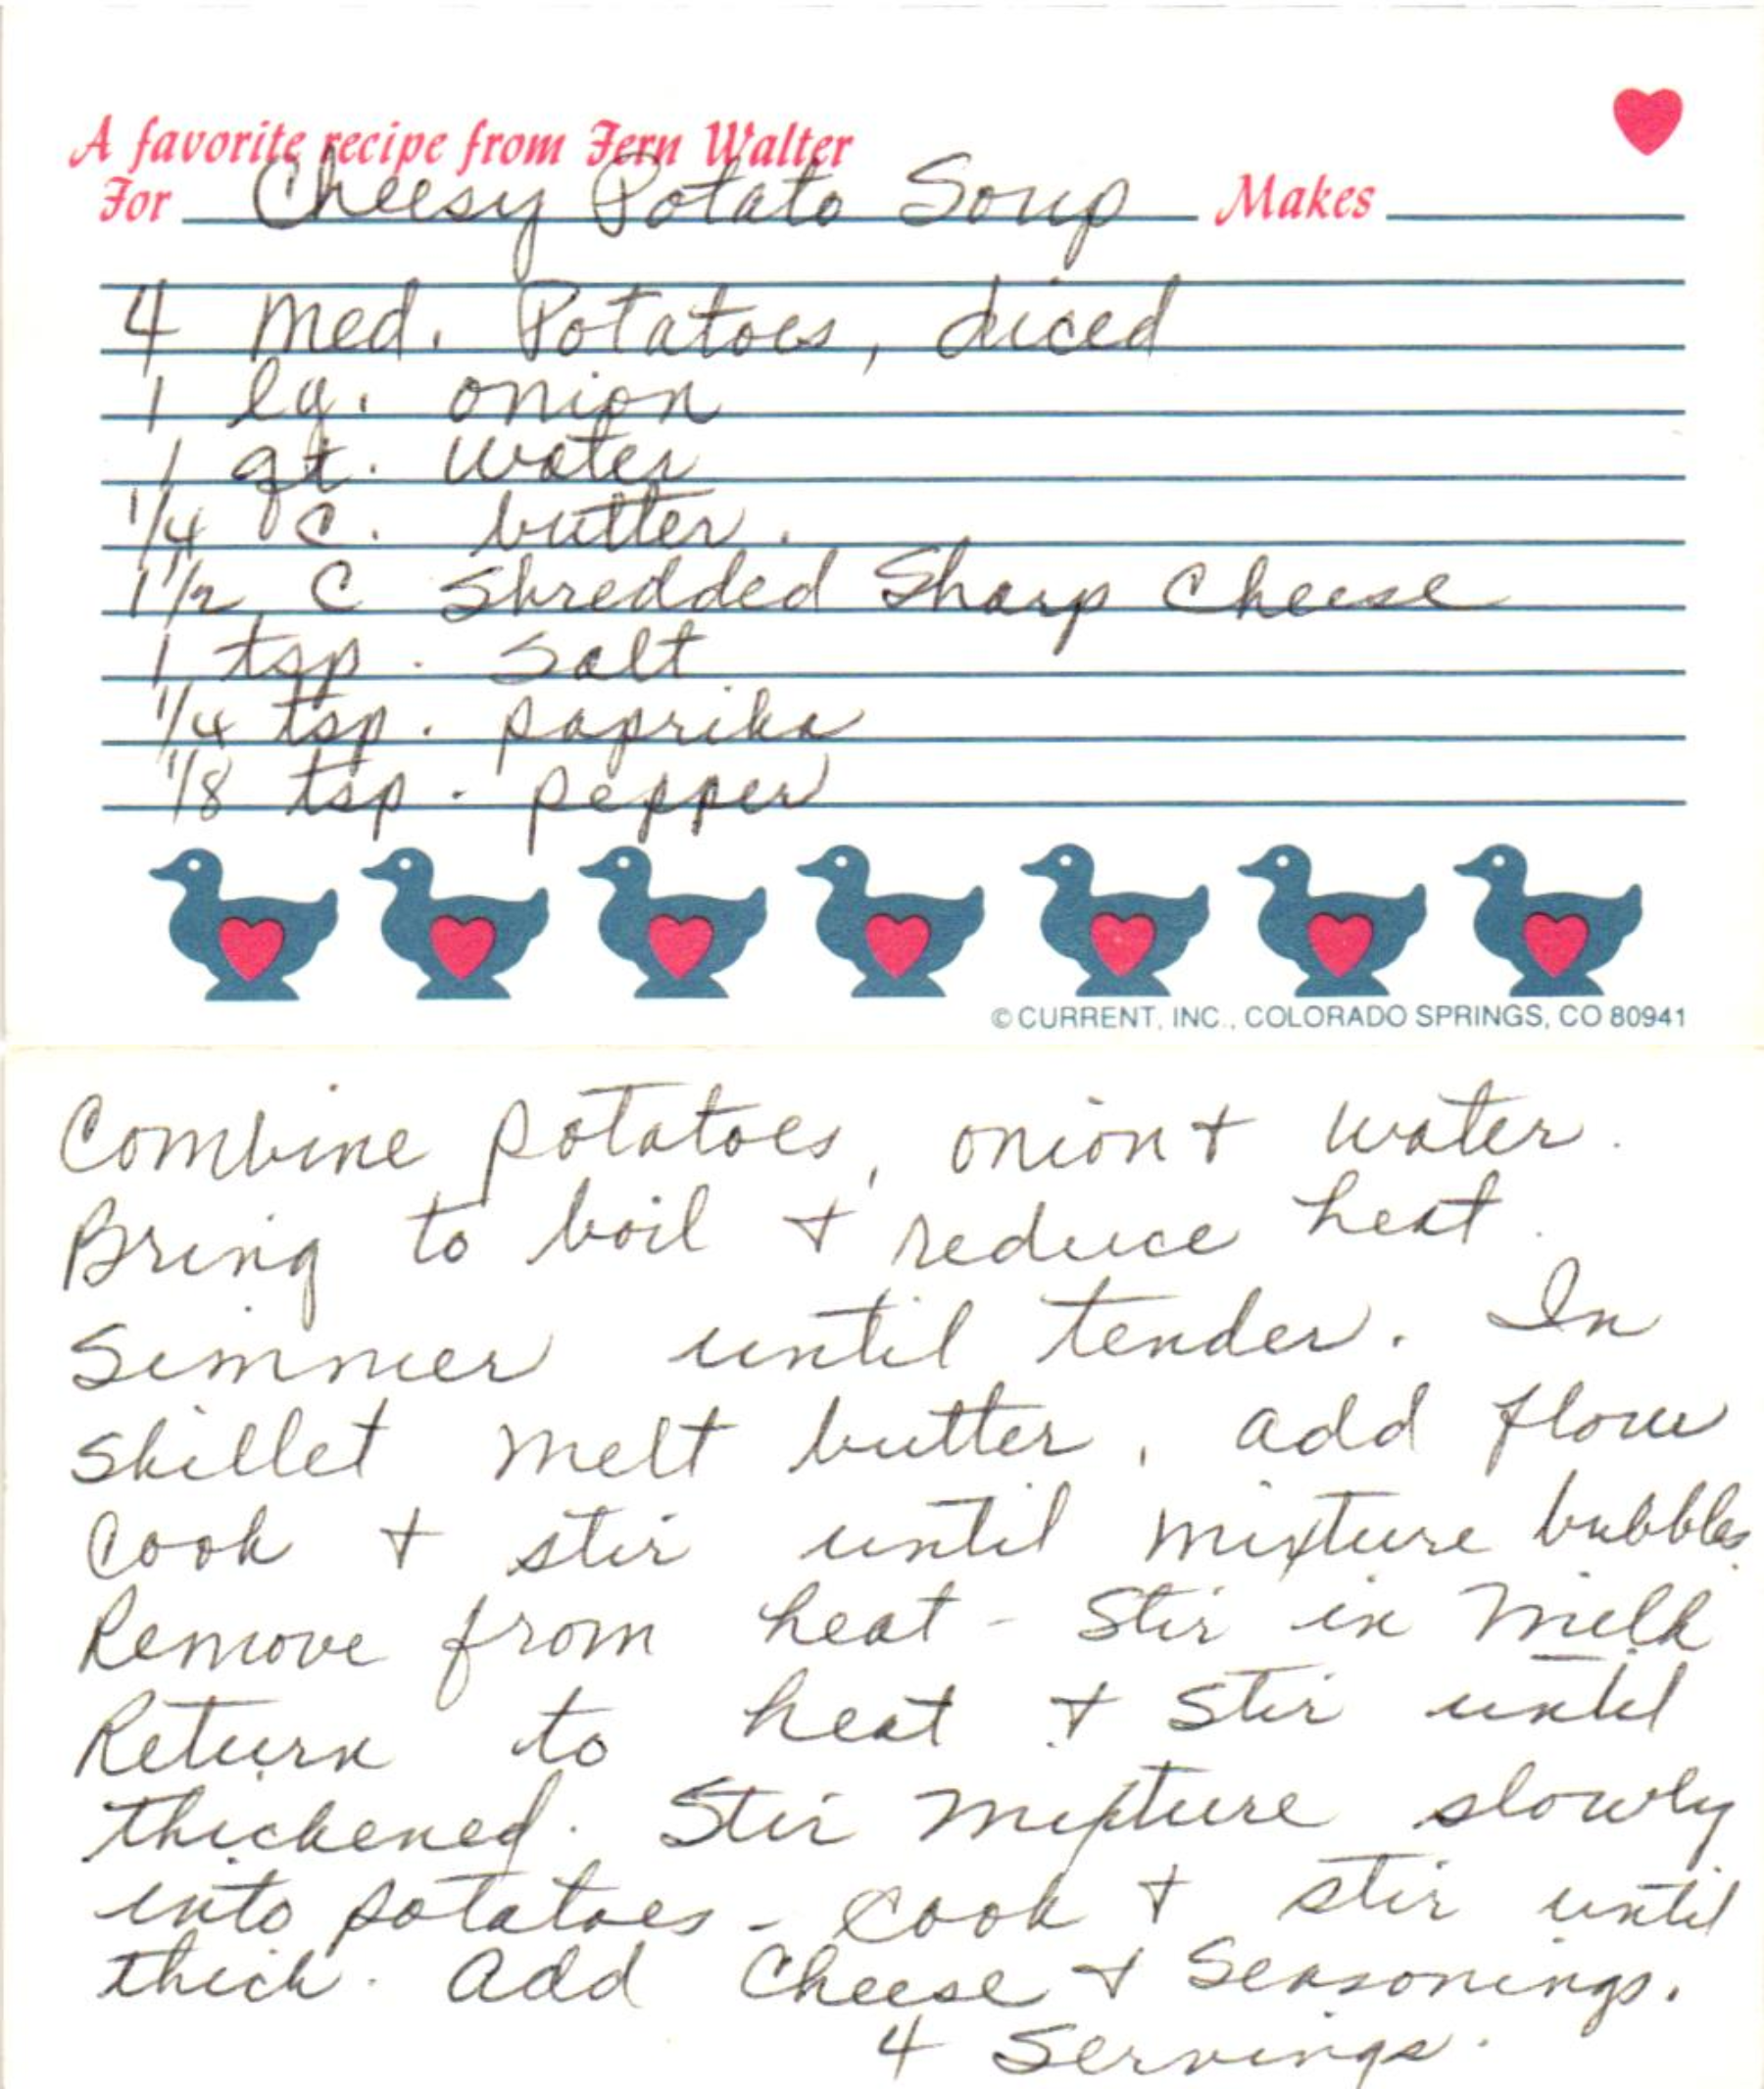 A favorite recipe from Fern Walter
For Cheesy Potato Soup Makes
4 Med. Potatoes, diced
1 lg. onion
1 qt. water
1/4 c. butter.
1 1/2 C Shredded Sharp Cheese
1 tsp. Salt
1/4 tsp. paprika
1/8 tsp. pepper
© CURRENT, INC., COLORADO SPRINGS, CO 80941
Combine potatoes, onion + water.
Bring to boil + reduce heat.
Simmer until tender. In
Skillet melt butter, add flour
Cook + stir until mixture bubbles
Remove from heat - Stir in Milk
Return to heat + Stir until
thickened. Stir mixture slowly
into potatoes - Cook + stir until
thick. Add Cheese + Seasonings.
4 Servings.